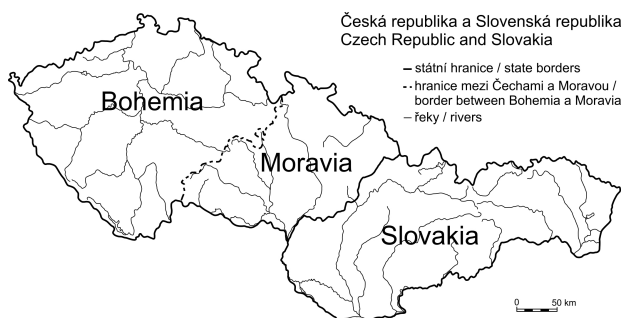 Česká republika a Slovenská republika
Czech Republic and Slovakia
státní hranice / state borders
hranice mezi Čechami a Moravou /
border between Bohemia and Moravia
řeky / rivers
Bohemia
Moravia
Slovakia
0 50 km